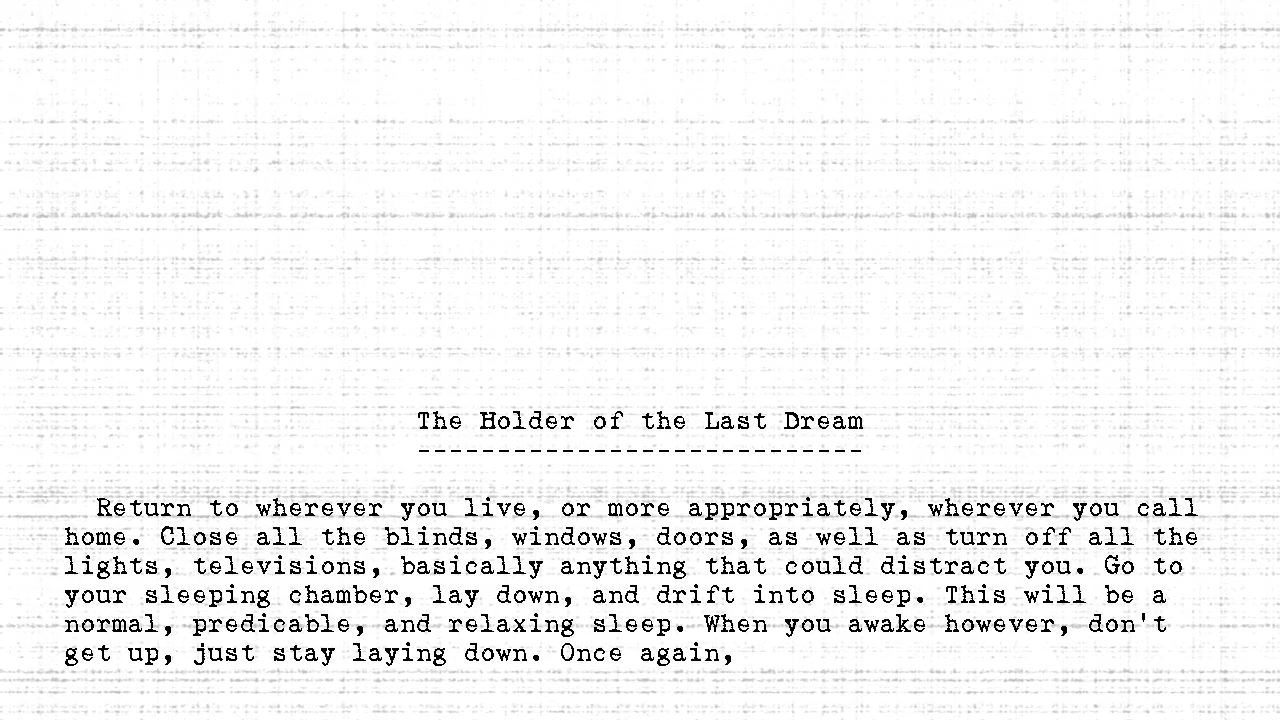 The Holder of the Last Dream
----------------------------
Return to wherever you live, or more appropriately, wherever you call
home. Close all the blinds, windows, doors, as well as turn off all the
lights, televisions, basically anything that could distract you. Go to
your sleeping chamber, lay down, and drift into sleep. This will be a
normal, predicable, and relaxing sleep. When you awake however, don't
get up, just stay laying down. Once again,